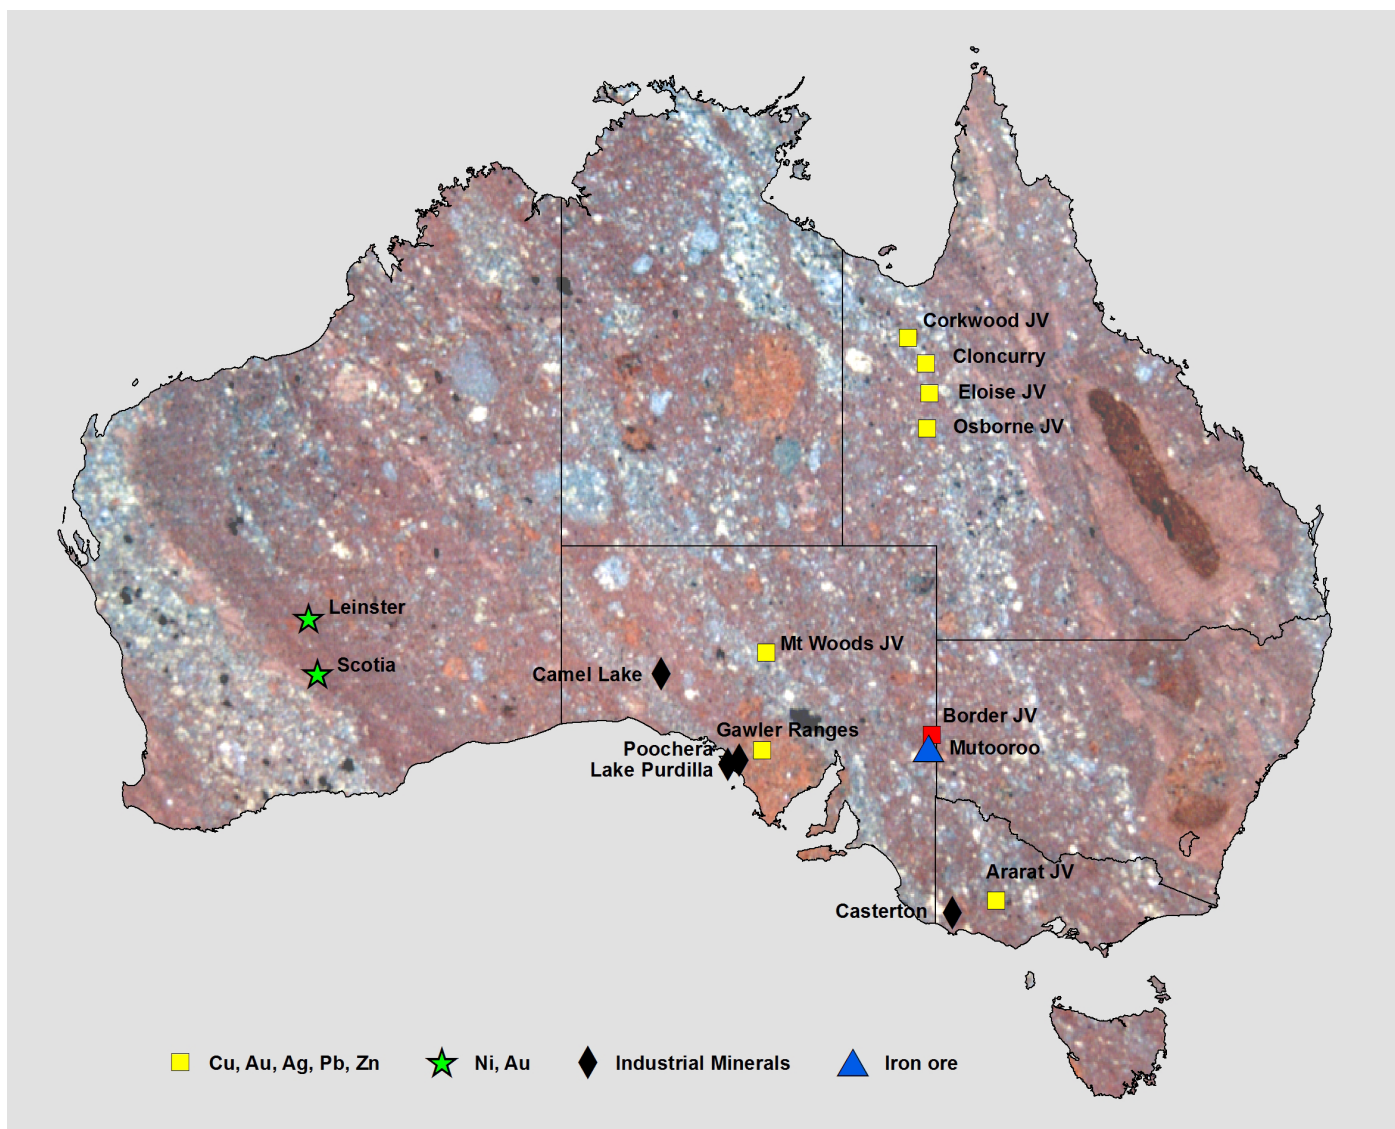 Corkwood JV
Cloncurry
Eloise JV
Osborne JV
Leinster
Mt Woods JV
Scotia
Camel Lake
Border JV
Gawler Ranges
Poochera
Mutooroo
Lake Purdilla
Ararat JV
Casterton
Cu, Au, Ag, Pb, Zn
Ni, Au
Industrial Minerals
Iron ore